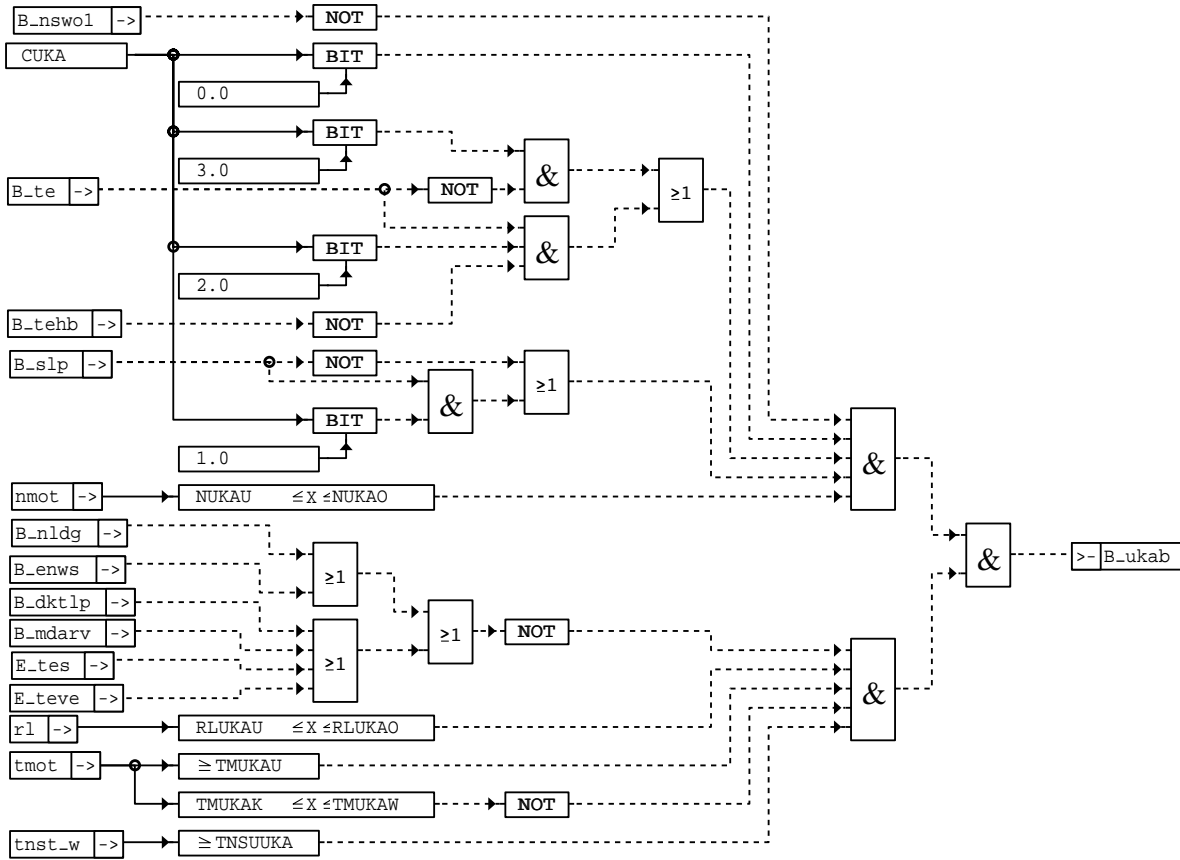 B_nswo1 -> NOT
CUKA BIT
0.0
BIT
3.0
&
B_te -> NOT
≥1
&
BIT
2.0
B_tehb -> NOT
B_slp -> NOT
≥1
&
BIT
1.0
&
nmot -> NUKAU ≤X ≤NUKAO
B_nldg ->
≥1
B_enws ->
& >- B_ukab
B_dktlp ->
B_mdarv -> ≥1 NOT
≥1
E_tes ->
E_teve ->
&
rl -> RLUKAU ≤X ≤RLUKAO
tmot -> ≥TMUKAU
TMUKAK ≤X ≤TMUKAW NOT
tnst_w -> ≥TNSUUKA